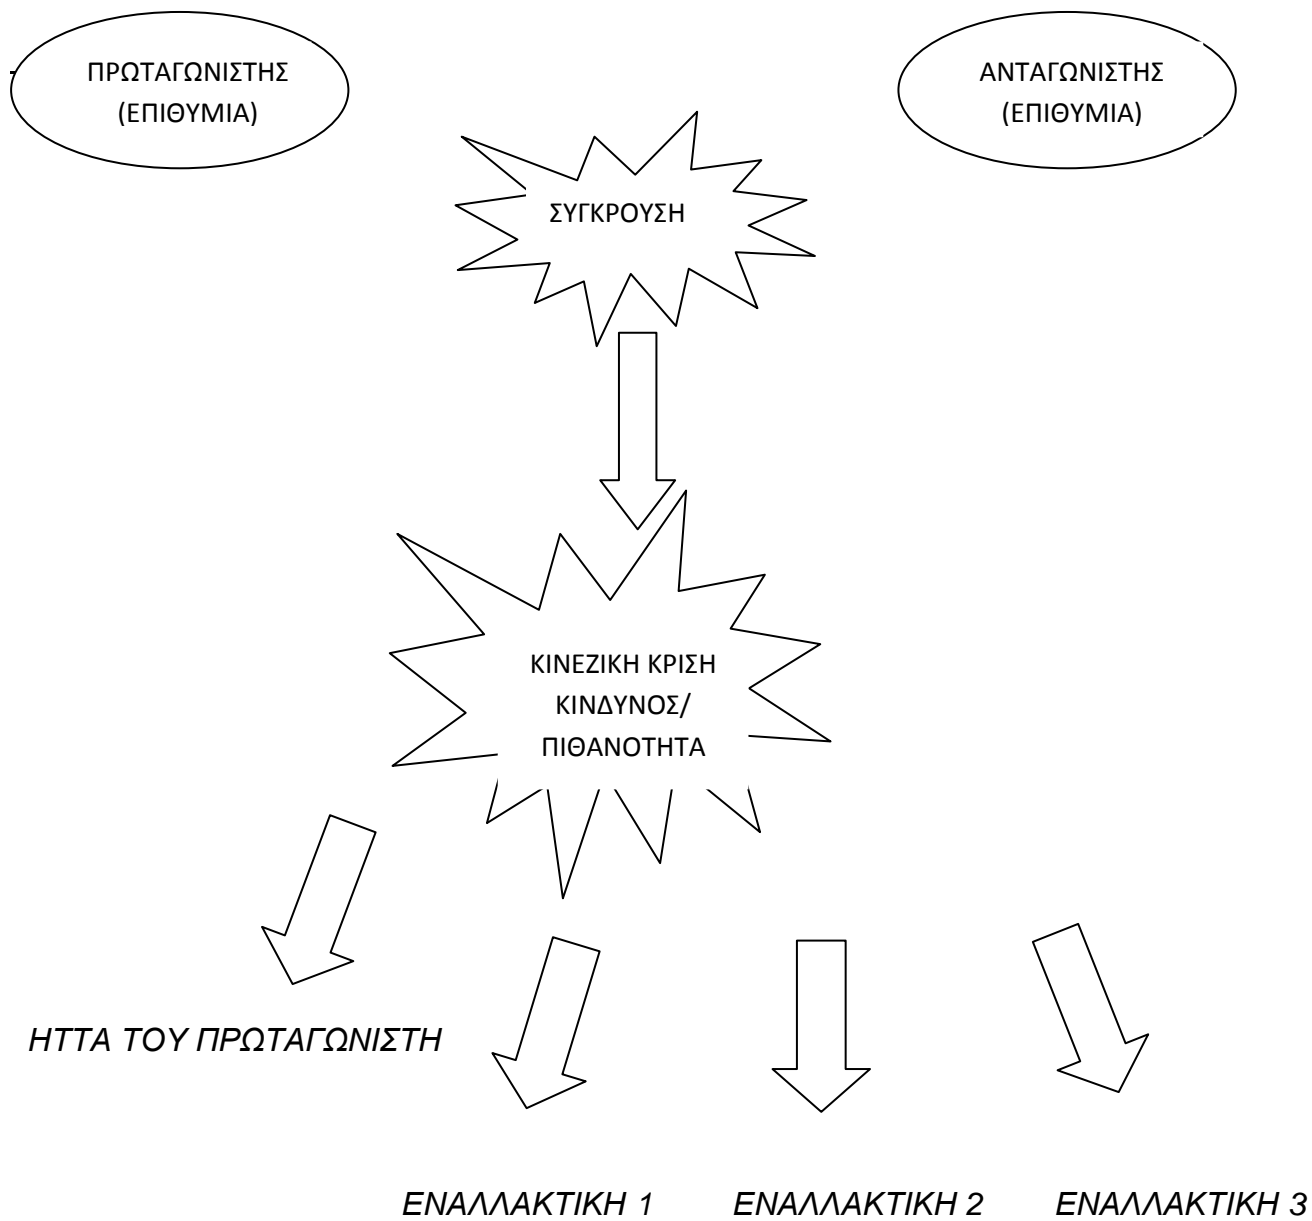 ΠΡΩΤΑΓΩΝΙΣΤΗΣ
(ΕΠΙΘΥΜΙΑ)
ΑΝΤΑΓΩΝΙΣΤΗΣ
(ΕΠΙΘΥΜΙΑ)
ΣΥΓΚΡΟΥΣΗ
ΚΙΝΕΖΙΚΗ ΚΡΙΣΗ
ΚΙΝΔΥΝΟΣ/
ΠΙΘΑΝΟΤΗΤΑ
ΗΤΤΑ ΤΟΥ ΠΡΩΤΑΓΩΝΙΣΤΗ
ΕΝΑΛΛΑΚΤΙΚΗ 1
ΕΝΑΛΛΑΚΤΙΚΗ 2
ΕΝΑΛΛΑΚΤΙΚΗ 3